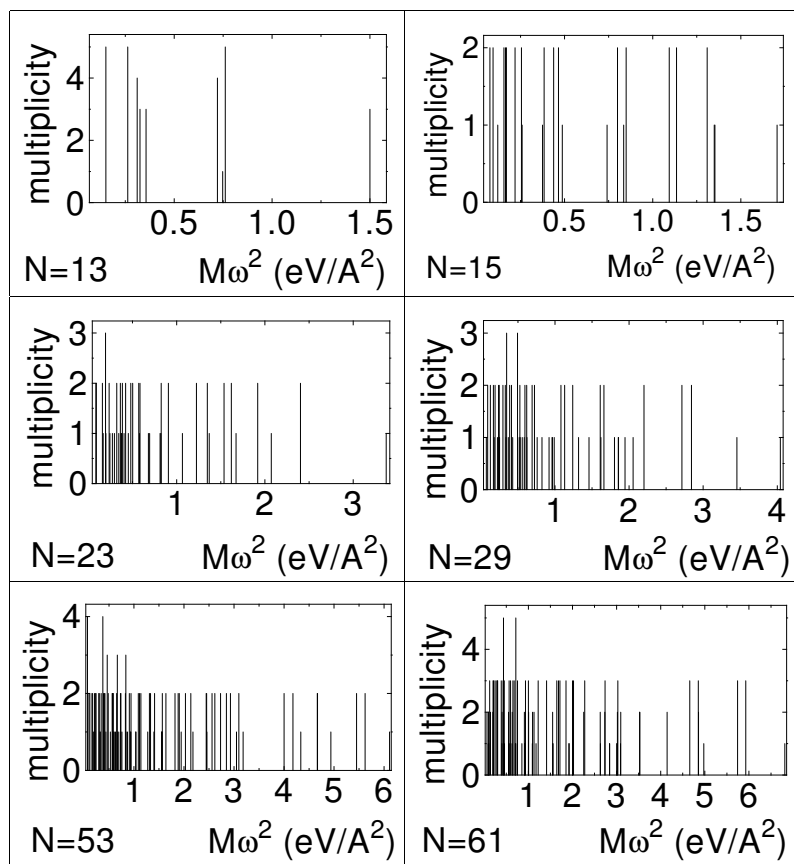 multiplicity
4
2
0
0.5 1.0 1.5
N=13 Mω² (eV/A²)
multiplicity
2
1
0
0.5 1.0 1.5
N=15 Mω² (eV/A²)
multiplicity
3
2
1
0
1 2 3
N=23 Mω² (eV/A²)
multiplicity
3
2
1
0
1 2 3 4
N=29 Mω² (eV/A²)
multiplicity
4
2
0
1 2 3 4 5 6
N=53 Mω² (eV/A²)
multiplicity
4
2
0
1 2 3 4 5 6
N=61 Mω² (eV/A²)